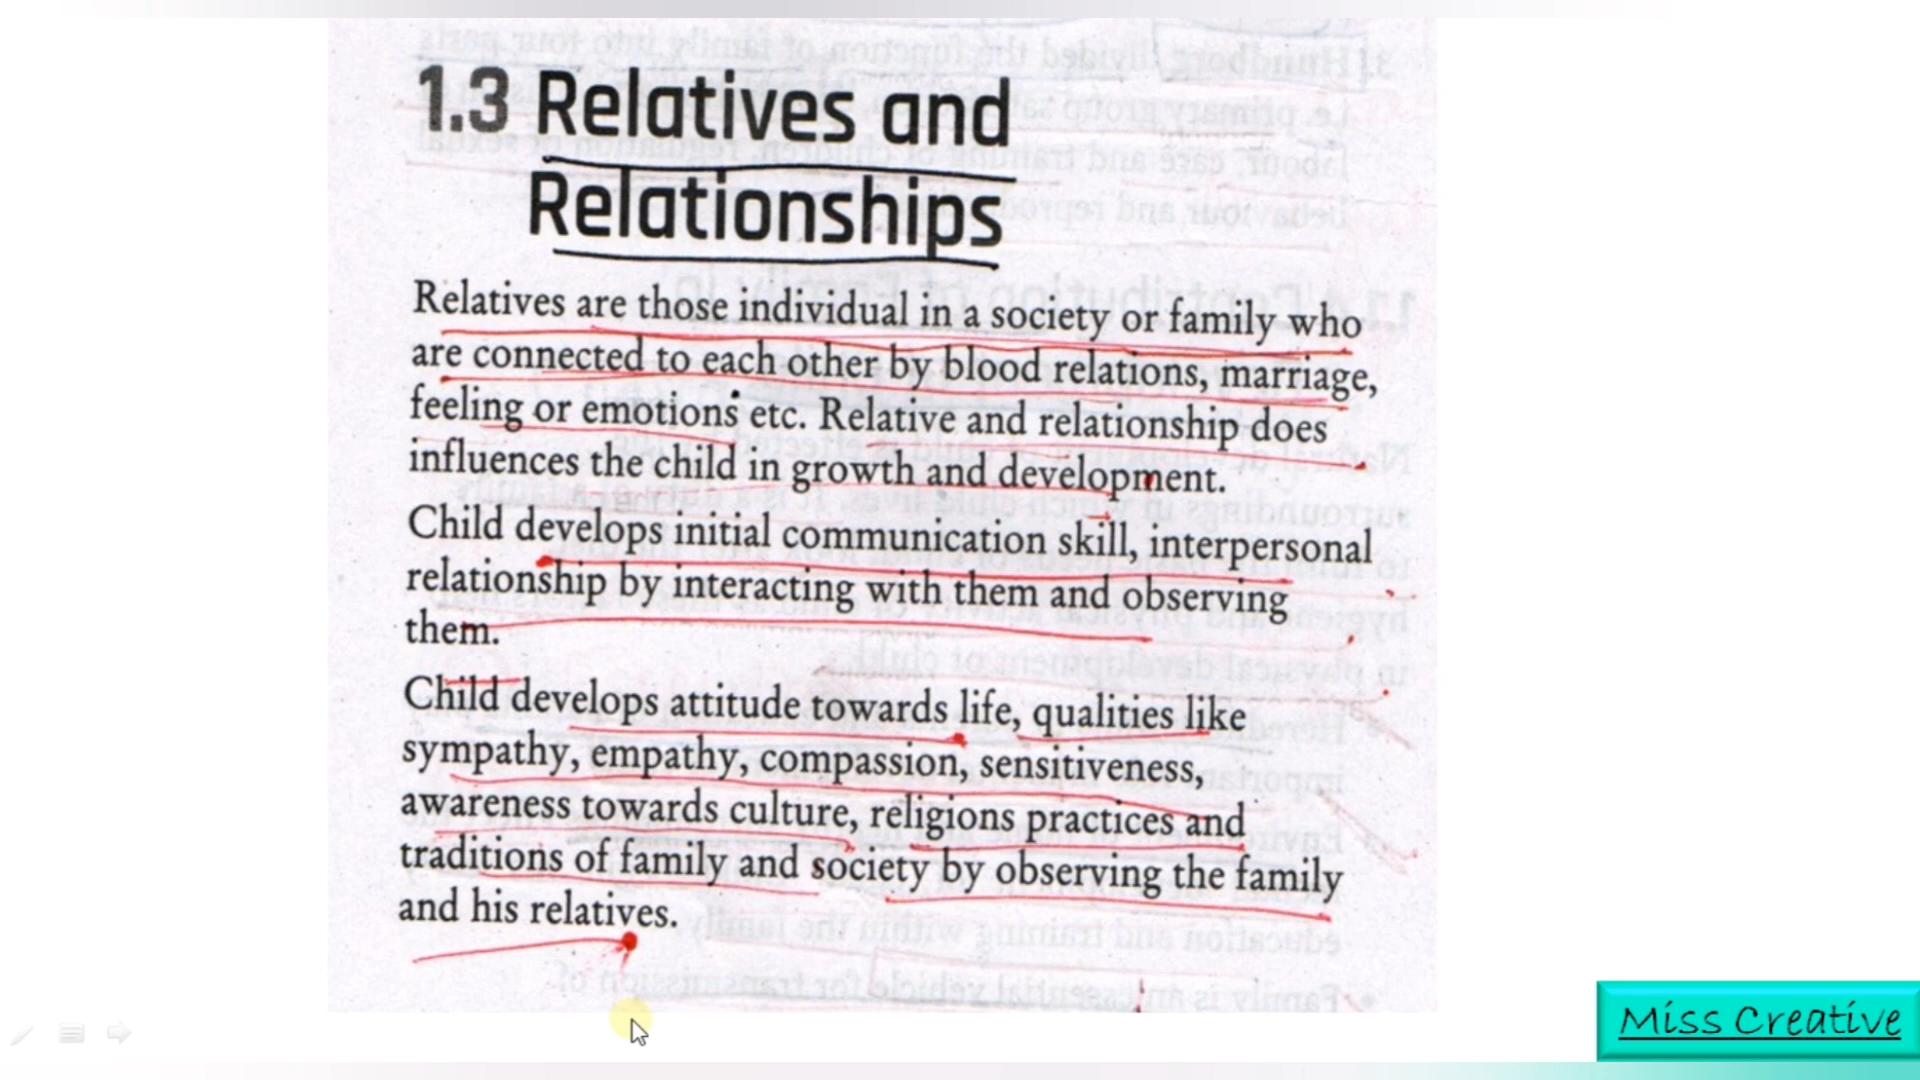 1.3 Relatives and
Relationships
Relatives are those individual in a society or family who
are connected to each other by blood relations, marriage,
feeling or emotions etc. Relative and relationship does
influences the child in growth and development.
Child develops initial communication skill, interpersonal
relationship by interacting with them and observing
them.
Child develops attitude towards life, qualities like
sympathy, empathy, compassion, sensitiveness,
awareness towards culture, religions practices and
traditions of family and society by observing the family
and his relatives.
Miss Creative